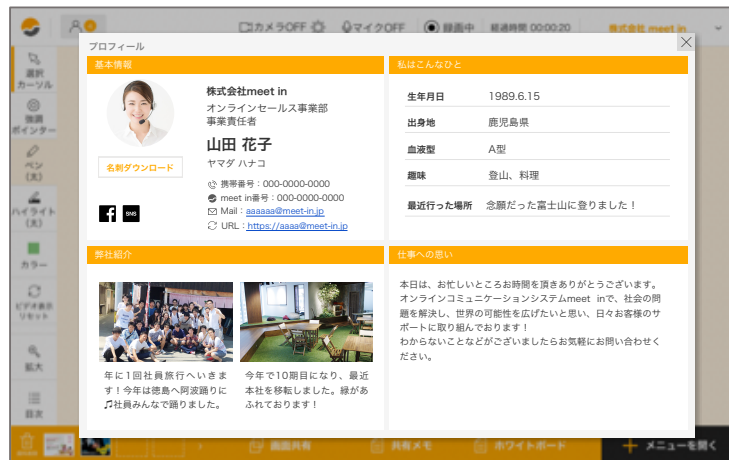 カメラOFF
マイクOFF
録画中
経過時間 00:00:20
株式会社 meet in
選択
カーソル
強調
ポインター
ペン
(太)
ハイライト
(太)
カラー
ビデオ表示
リセット
拡大
目次
プロフィール
基本情報
株式会社meet in
オンラインセールス事業部
事業責任者
山田 花子
ヤマダ ハナコ
名刺ダウンロード
携帯番号：000-0000-0000
meet in番号：000-0000-0000
Mail：aaaaaa@meet-in.jp
URL：https://aaaa@meet-in.jp
SNS
私はこんなひと
生年月日 1989.6.15
出身地 鹿児島県
血液型 A型
趣味 登山、料理
最近行った場所 念願だった富士山に登りました！
弊社紹介
年に1回社員旅行へいきま
す！今年は徳島へ阿波踊りに
♫社員みんなで踊りました。
今年で10期目になり、最近
本社を移転しました。緑があ
ふれております！
仕事への思い
本日は、お忙しいところお時間を頂きありがとうございます。
オンラインコミュニケーションシステムmeet inで、社会の問
題を解決し、世界の可能性を広げたいと思い、日々お客様のサ
ポートに取り組んでおります！
わからないことなどがございましたらお気軽にお問い合わせく
ださい。
画面共有
共有メモ
ホワイトボード
メニューを開く